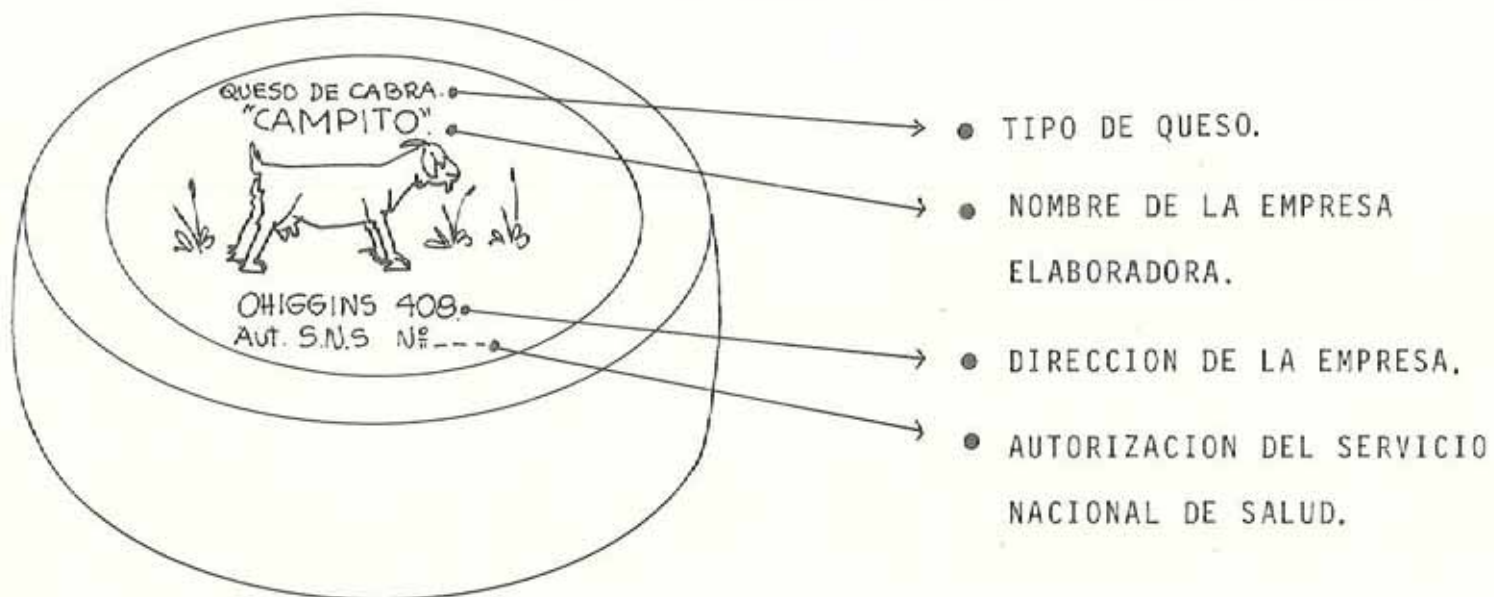 QUESO DE CABRA.
"CAMPITO".
OHIGGINS 408.
AUT. S.N.S Nº----
● TIPO DE QUESO.
● NOMBRE DE LA EMPRESA
ELABORADORA.
● DIRECCION DE LA EMPRESA.
● AUTORIZACION DEL SERVICIO
NACIONAL DE SALUD.